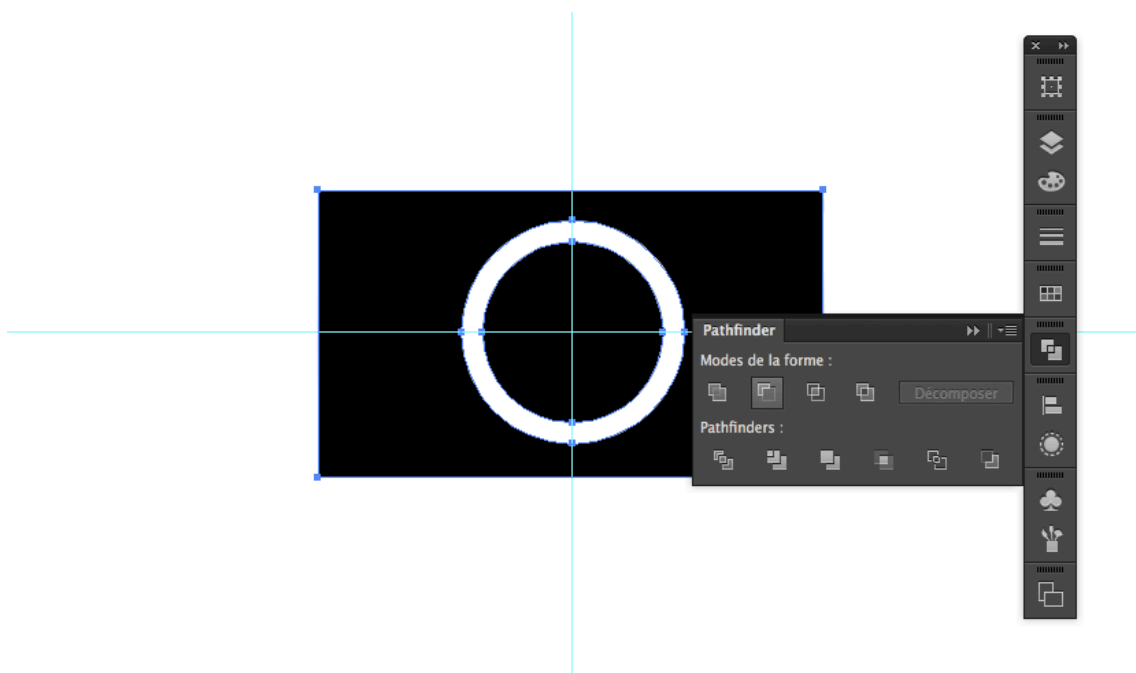 Pathfinder
Modes de la forme :
Décomposer
Pathfinders :